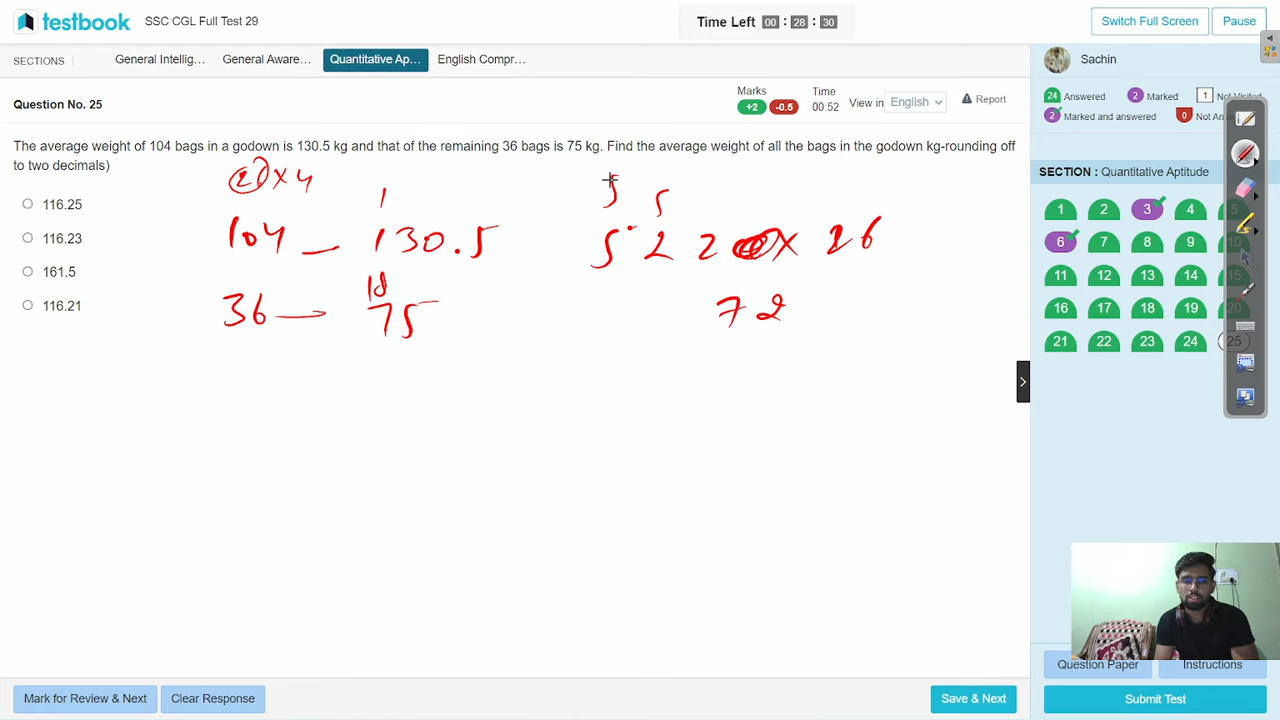 testbook
SSC CGL Full Test 29
Time Left 00 : 28 : 30
Switch Full Screen
Pause
SECTIONS
General Intellig...
General Aware...
Quantitative Ap...
English Compr...
Sachin
Question No. 25
Marks
+2 -0.5
Time
00:52
View in English
Report
24 Answered
2 Marked
1 Not Visited
2 Marked and answered
0 Not An
The average weight of 104 bags in a godown is 130.5 kg and that of the remaining 36 bags is 75 kg. Find the average weight of all the bags in the godown kg-rounding off
to two decimals)
116.25
116.23
161.5
116.21
104 — 130.5
36 — 75
5 2 2 x 26
72
SECTION : Quantitative Aptitude
1 2 3 4 5
6 7 8 9 10
11 12 13 14 15
16 17 18 19 20
21 22 23 24 25
Mark for Review & Next
Clear Response
Save & Next
Question Paper
Instructions
Submit Test